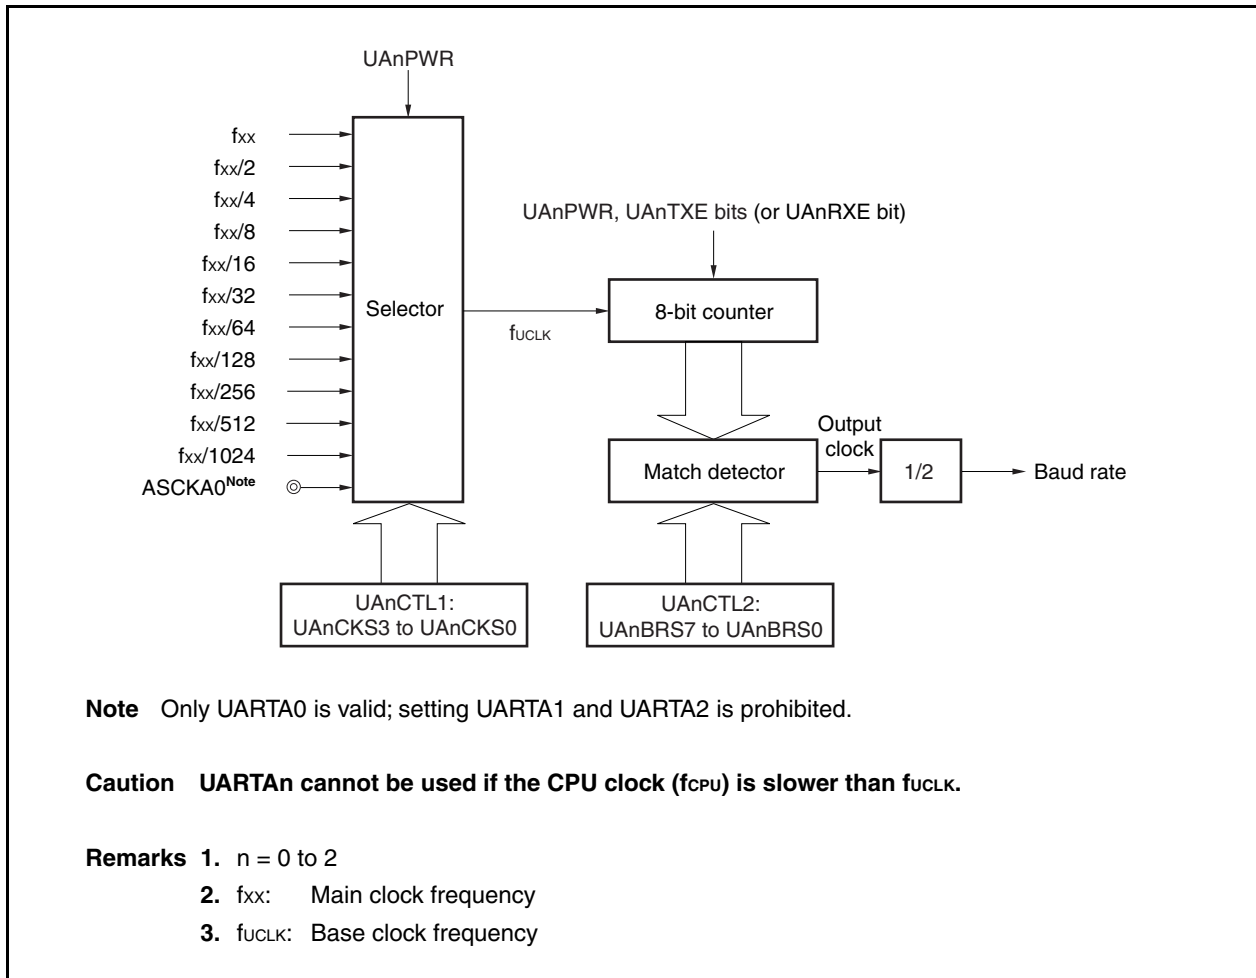 UAnPWR
fXX
fXX/2
fXX/4
fXX/8
fXX/16
fXX/32
fXX/64
fXX/128
fXX/256
fXX/512
fXX/1024
ASCKA0Note
Selector
fUCLK
UAnPWR, UAnTXE bits (or UAnRXE bit)
8-bit counter
Match detector
Output
clock
1/2
Baud rate
UAnCTL1:
UAnCKS3 to UAnCKS0
UAnCTL2:
UAnBRS7 to UAnBRS0
Note Only UARTA0 is valid; setting UARTA1 and UARTA2 is prohibited.
Caution UARTAn cannot be used if the CPU clock (fCPU) is slower than fUCLK.
Remarks 1. n = 0 to 2
2. fXX: Main clock frequency
3. fUCLK: Base clock frequency